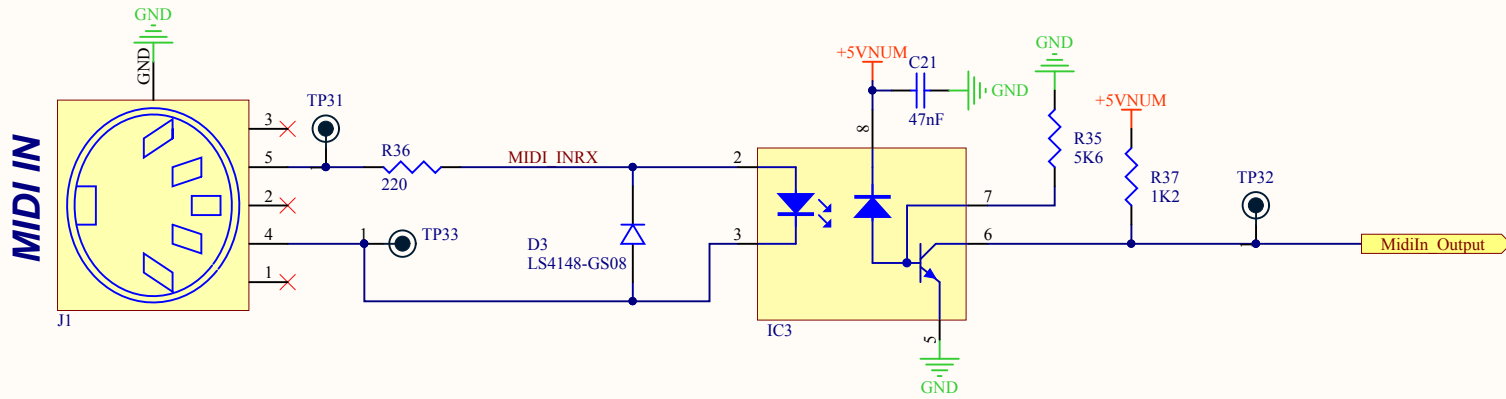 MIDI IN
GND
GND
3
5
2
4
1
J1
TP31
R36
220
MIDI_INRX
1
TP33
D3
LS4148-GS08
2
3
IC3
+5VNUM
C21
47nF
GND
8
7
6
5
GND
GND
R35
5K6
+5VNUM
R37
1K2
TP32
MidiIn_Output